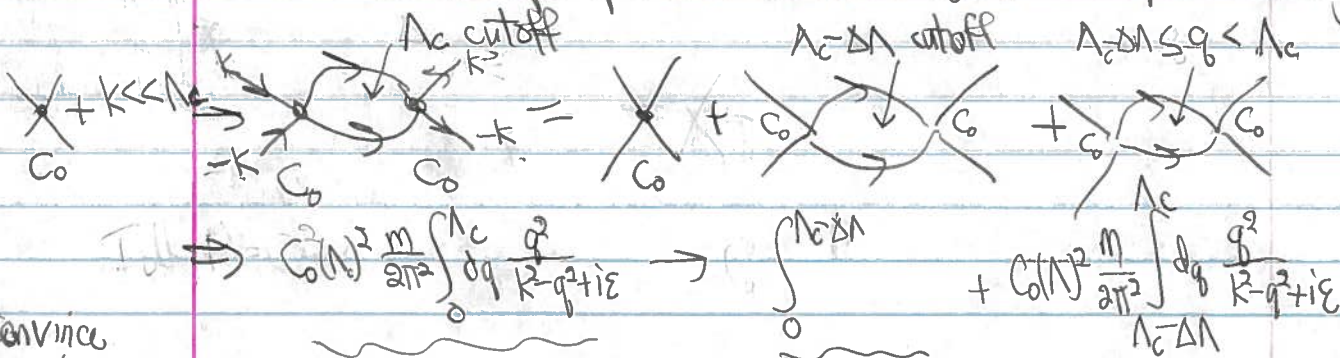 Λc cutoff Λc-ΔΛ cutoff Λc-ΔΛ ≤ q < Λc
+ k<<Λc k k' = + C₀ C₀ + C₀ C₀
C₀ -k C₀ C₀ -k C₀
⇒ C₀(Λ)² m/2π² ∫₀^Λc dq q²/(k²-q²+iε) → ∫₀^(Λc-ΔΛ) + C₀(Λ)² m/2π² ∫_(Λc-ΔΛ)^Λc dq q²/(k²-q²+iε)
onvince